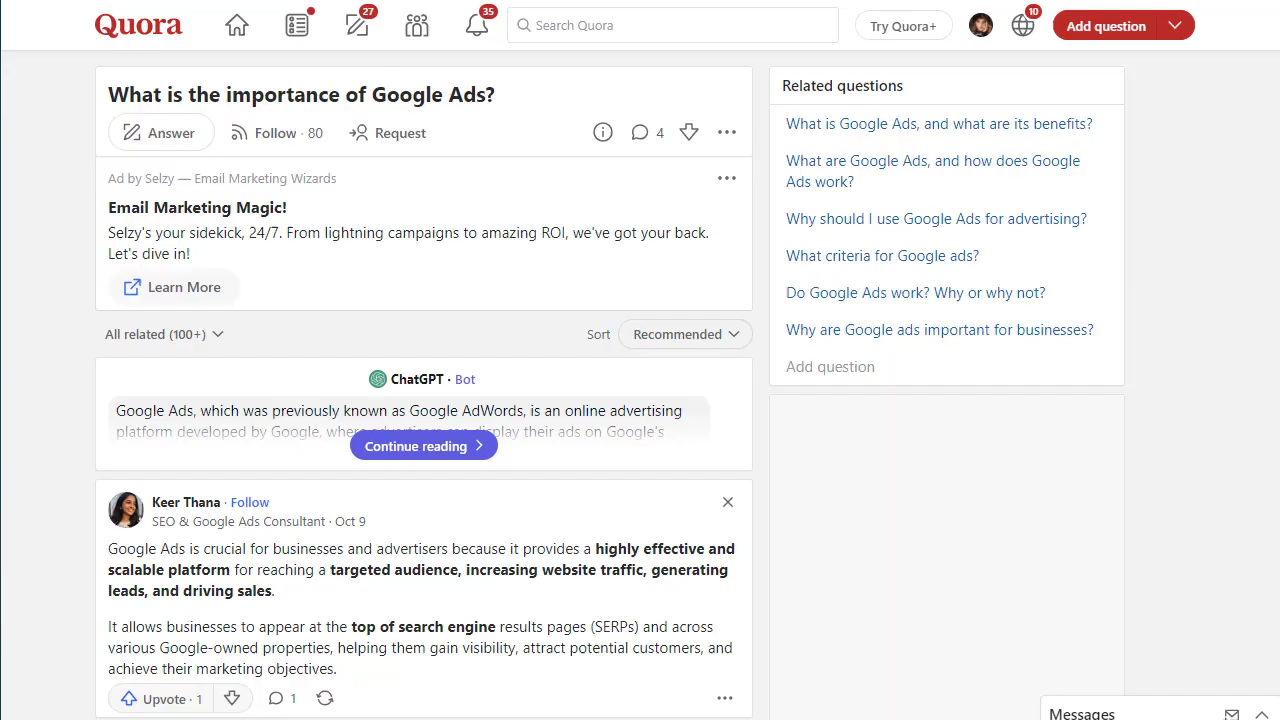 Quora
27
35
Search Quora
Try Quora+
10
Add question
What is the importance of Google Ads?
Answer
Follow · 80
Request
4
Ad by Selzy — Email Marketing Wizards
Email Marketing Magic!
Selzy's your sidekick, 24/7. From lightning campaigns to amazing ROI, we've got your back.
Let's dive in!
Learn More
All related (100+)
Sort
Recommended
ChatGPT · Bot
Google Ads, which was previously known as Google AdWords, is an online advertising
platform developed by Google, where advertisers can display their ads on Google's
Continue reading
Keer Thana · Follow
SEO & Google Ads Consultant · Oct 9
Google Ads is crucial for businesses and advertisers because it provides a highly effective and
scalable platform for reaching a targeted audience, increasing website traffic, generating
leads, and driving sales.
It allows businesses to appear at the top of search engine results pages (SERPs) and across
various Google-owned properties, helping them gain visibility, attract potential customers, and
achieve their marketing objectives.
Upvote · 1
1
Related questions
What is Google Ads, and what are its benefits?
What are Google Ads, and how does Google
Ads work?
Why should I use Google Ads for advertising?
What criteria for Google ads?
Do Google Ads work? Why or why not?
Why are Google ads important for businesses?
Add question
Messages